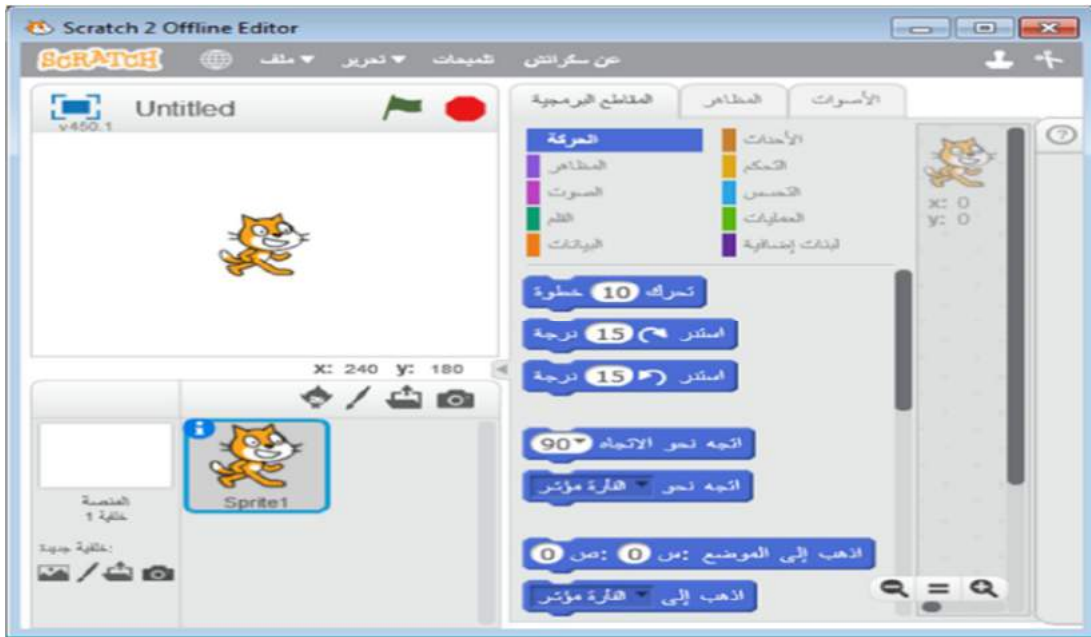 Scratch 2 Offline Editor
SCRATCH ملف تحرير تلميحات عن سكراتش
Untitled
v450.1
المقاطع البرمجية المظاهر الأصوات
الحركة الأحداث
المظاهر التحكم
الصوت التحسس
القلم العمليات
البيانات لبنات إضافية
x: 0
y: 0
تحرك 10 خطوة
استدر 15 درجة
استدر 15 درجة
اتجه نحو الاتجاه 90
اتجه نحو الفأرة مؤشر
اذهب إلى الموضع س: 0 ص: 0
اذهب إلى الفأرة مؤشر
X: 240 y: 180
Sprite1
المنصة
خلفية 1
خلفية جديدة: